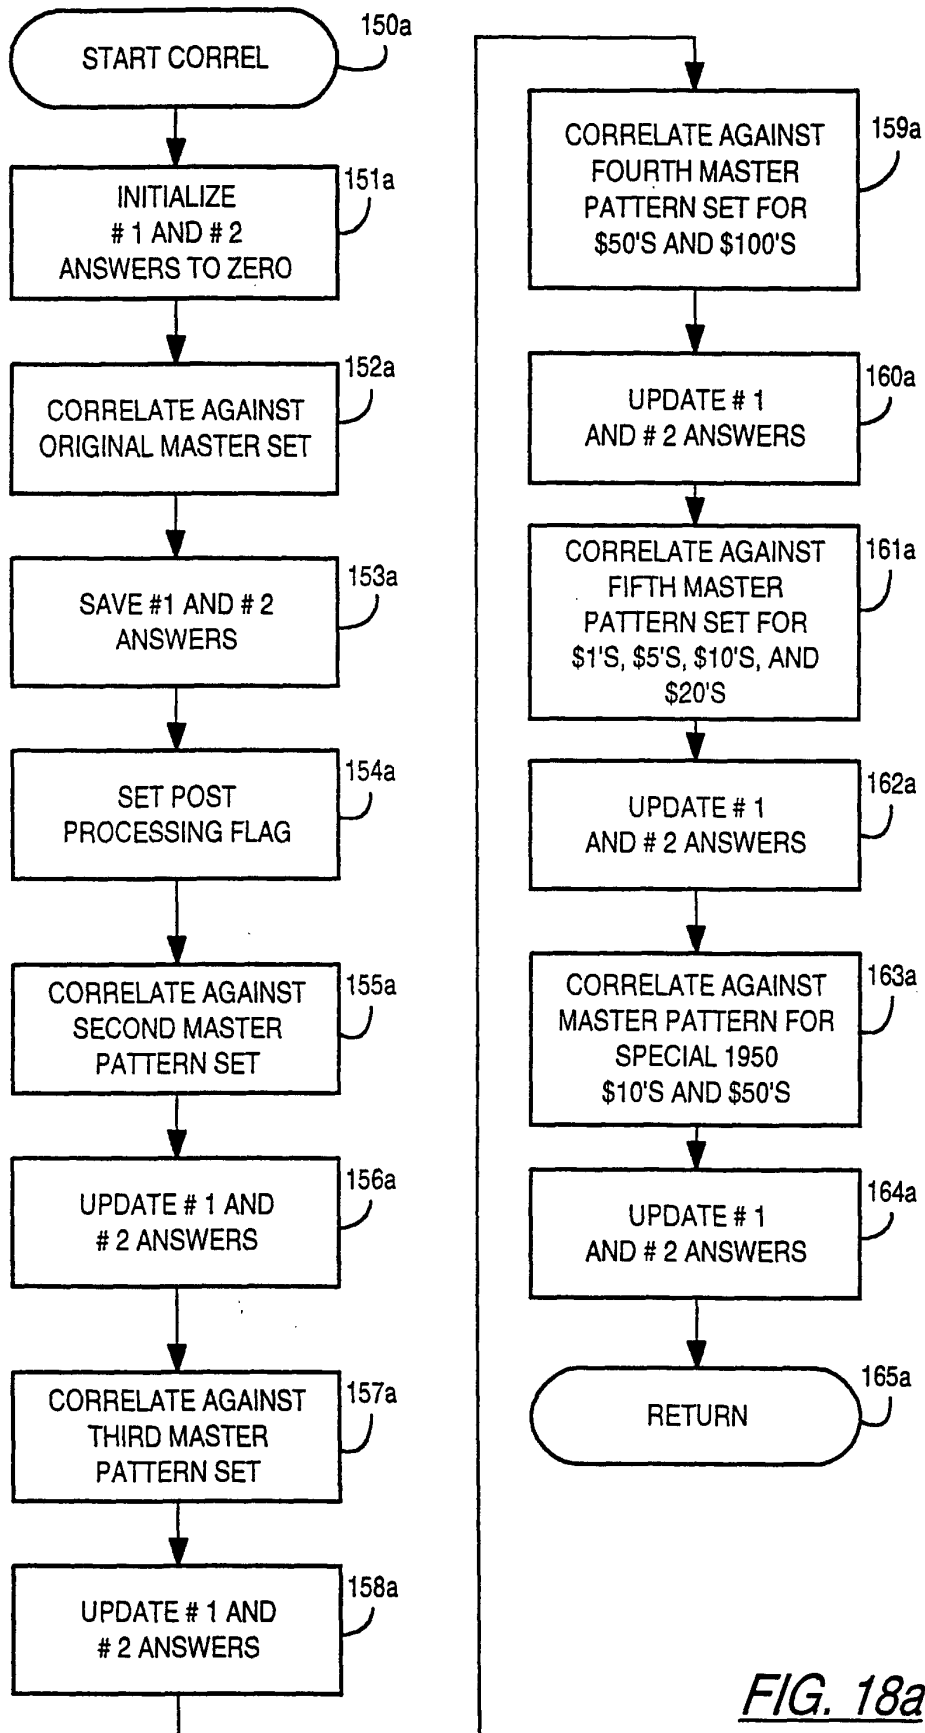 START CORREL
150a
INITIALIZE
# 1 AND # 2
ANSWERS TO ZERO
151a
CORRELATE AGAINST
ORIGINAL MASTER SET
152a
SAVE #1 AND # 2
ANSWERS
153a
SET POST
PROCESSING FLAG
154a
CORRELATE AGAINST
SECOND MASTER
PATTERN SET
155a
UPDATE # 1 AND
# 2 ANSWERS
156a
CORRELATE AGAINST
THIRD MASTER
PATTERN SET
157a
UPDATE # 1 AND
# 2 ANSWERS
158a
CORRELATE AGAINST
FOURTH MASTER
PATTERN SET FOR
$50'S AND $100'S
159a
UPDATE # 1
AND # 2 ANSWERS
160a
CORRELATE AGAINST
FIFTH MASTER
PATTERN SET FOR
$1'S, $5'S, $10'S, AND
$20'S
161a
UPDATE # 1
AND # 2 ANSWERS
162a
CORRELATE AGAINST
MASTER PATTERN FOR
SPECIAL 1950
$10'S AND $50'S
163a
UPDATE # 1
AND # 2 ANSWERS
164a
RETURN
165a
FIG. 18a